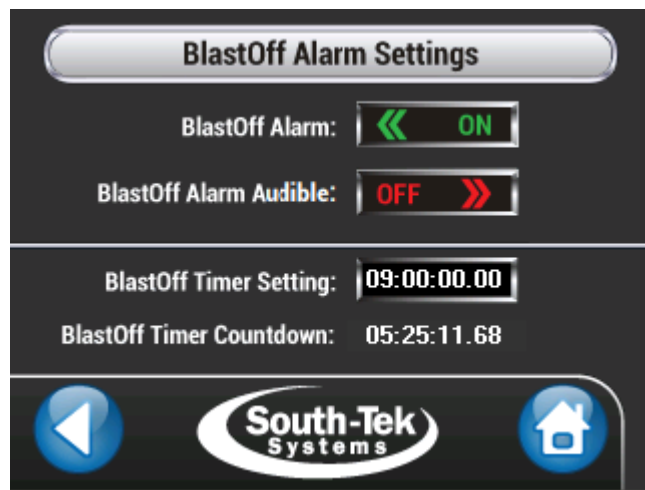 BlastOff Alarm Settings
BlastOff Alarm: ON
BlastOff Alarm Audible: OFF
BlastOff Timer Setting: 09:00:00.00
BlastOff Timer Countdown: 05:25:11.68
South-Tek
Systems